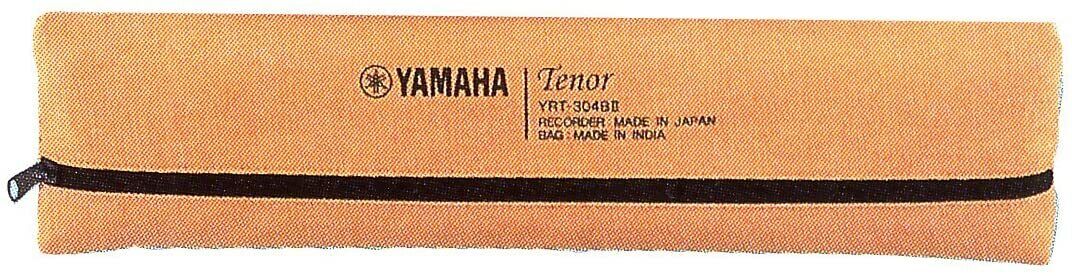 YAMAHA
Tenor
YRT-304BⅡ
RECORDER: MADE IN JAPAN
BAG: MADE IN INDIA